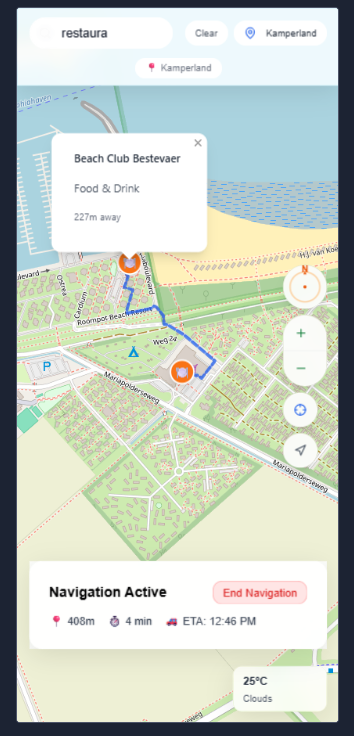 restaura
Clear
Kamperland
Kamperland
Beach Club Bestevaer
×
Food & Drink
227m away
Ostrea
Cardium
Roompot Beach Resort
Weg 24
N
+
−
P
Mariapolderseweg
Mariapolderseweg
Navigation Active
End Navigation
408m
4 min
ETA: 12:46 PM
25°C
Clouds